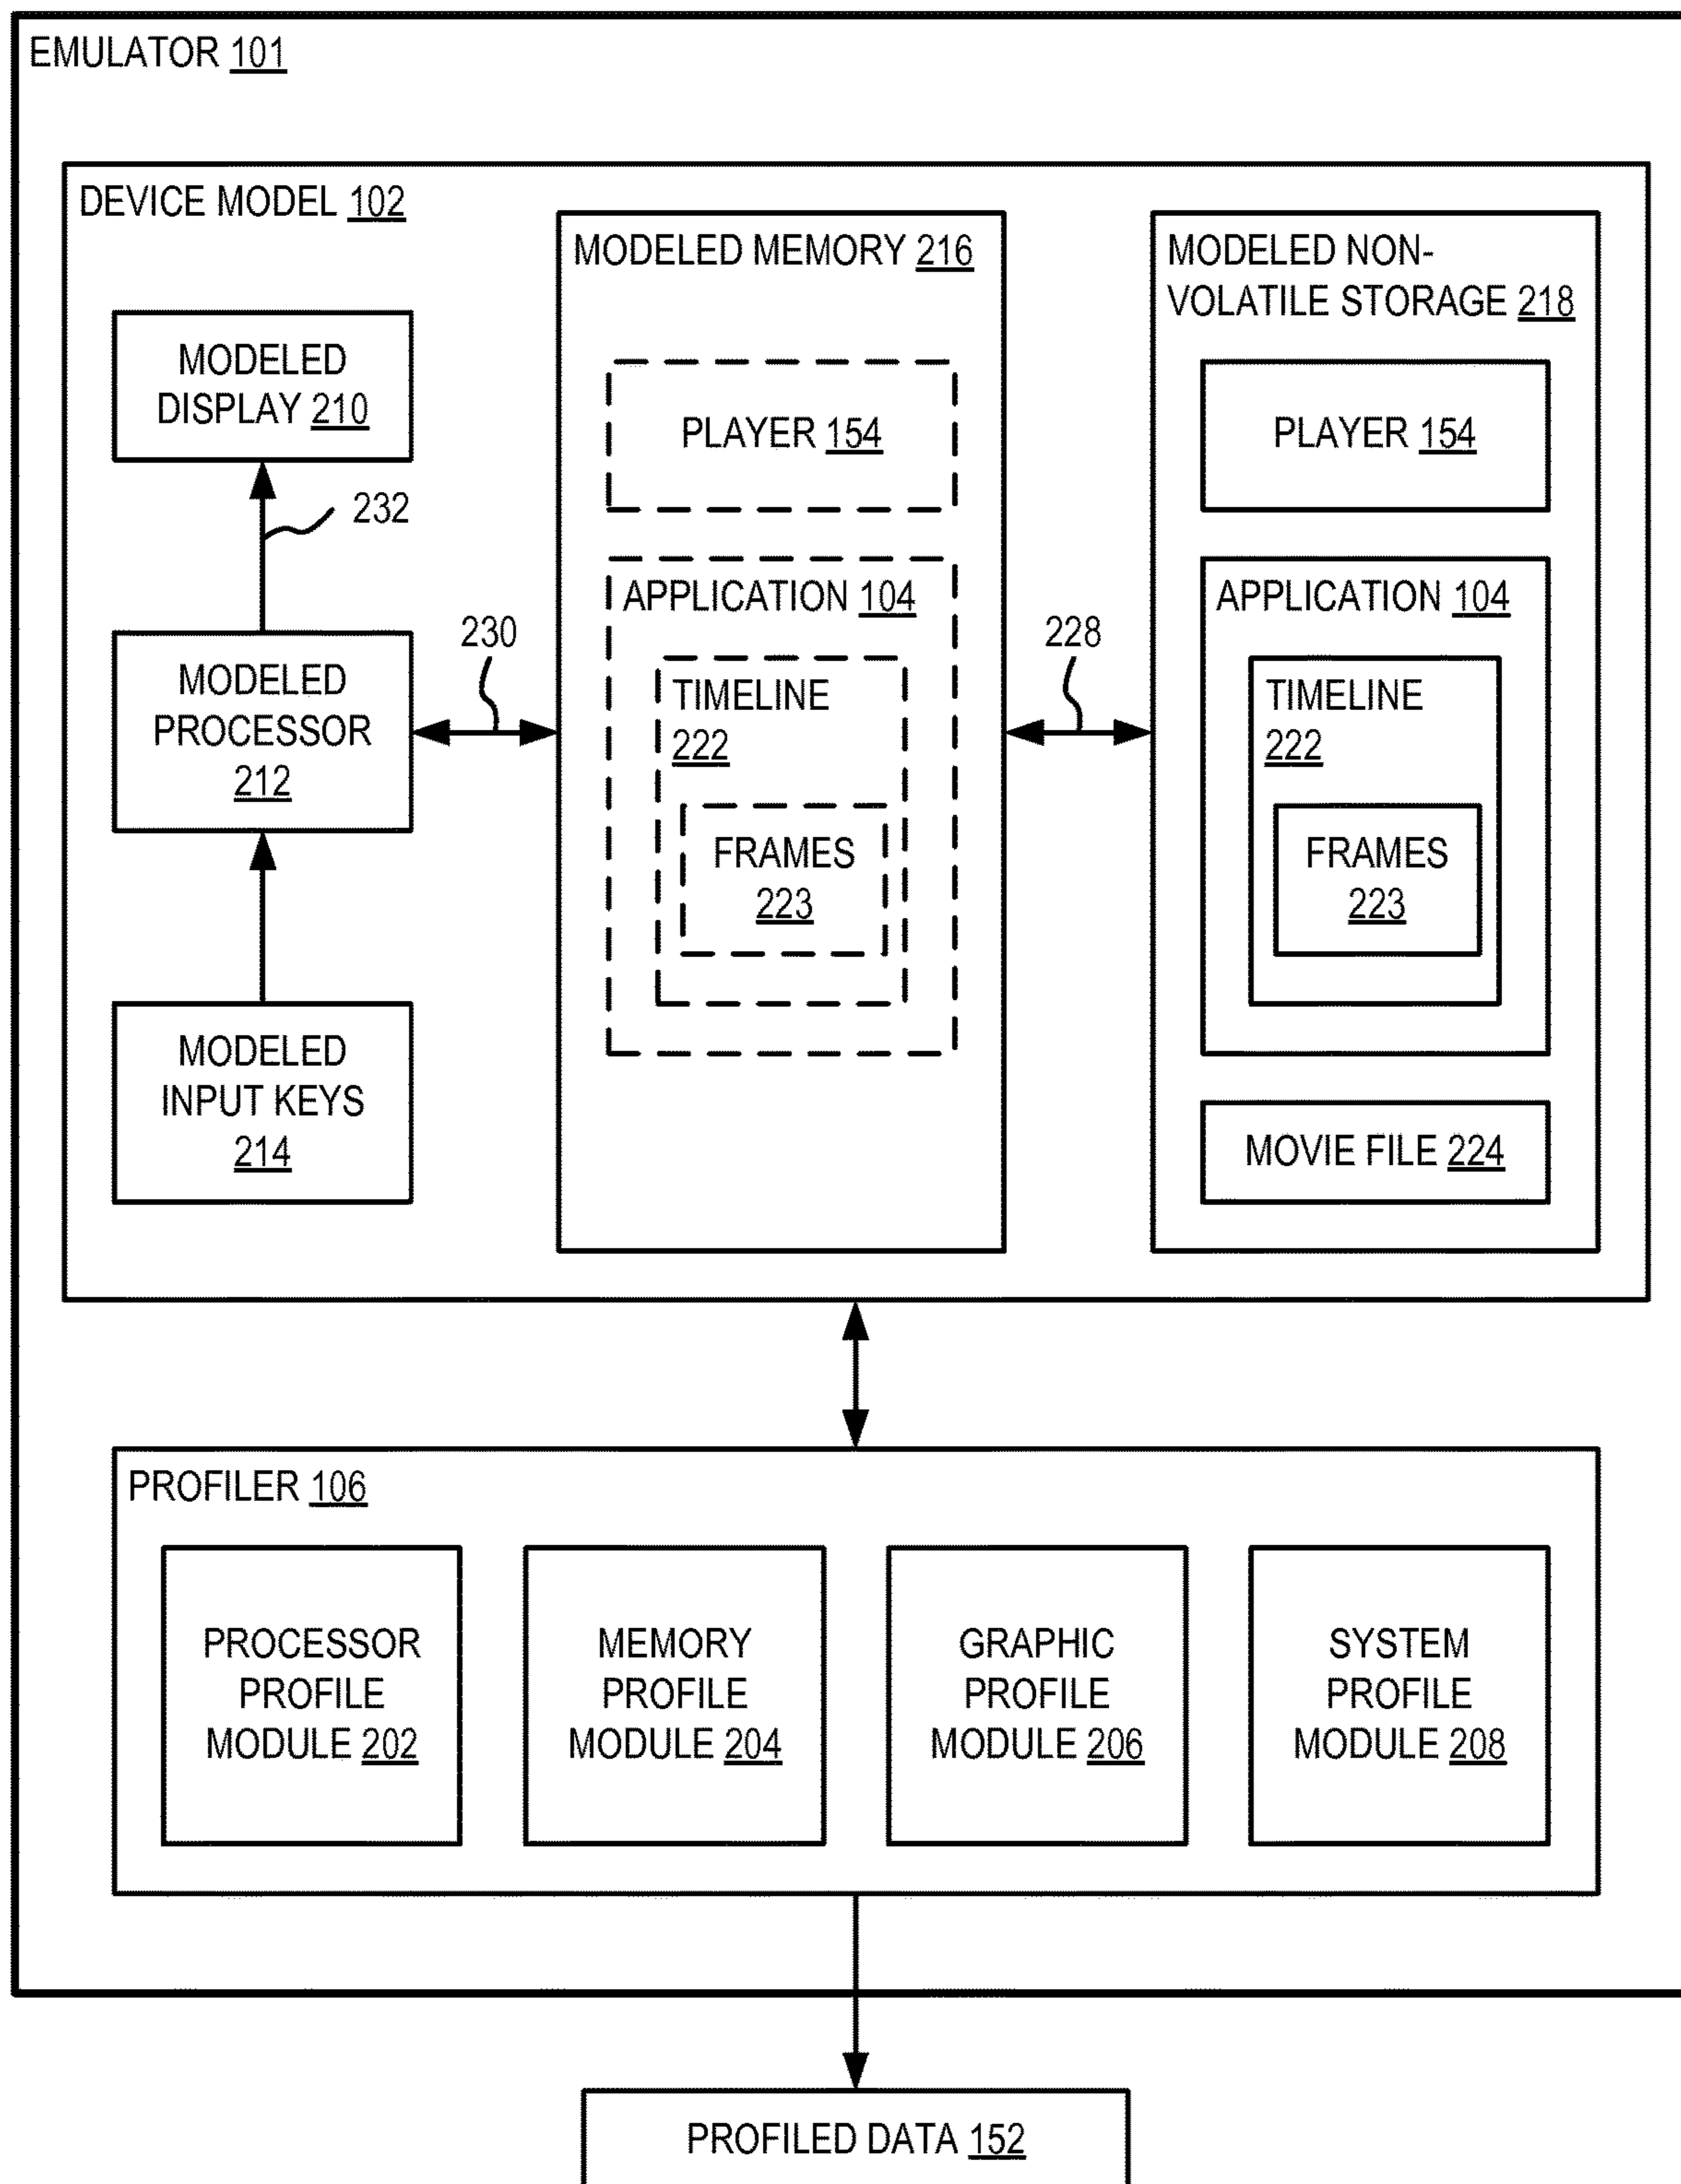 EMULATOR 101
DEVICE MODEL 102
MODELED
DISPLAY 210
232
MODELED
PROCESSOR
212
MODELED
INPUT KEYS
214
230
MODELED MEMORY 216
PLAYER 154
APPLICATION 104
TIMELINE
222
FRAMES
223
228
MODELED NON-
VOLATILE STORAGE 218
PLAYER 154
APPLICATION 104
TIMELINE
222
FRAMES
223
MOVIE FILE 224
PROFILER 106
PROCESSOR
PROFILE
MODULE 202
MEMORY
PROFILE
MODULE 204
GRAPHIC
PROFILE
MODULE 206
SYSTEM
PROFILE
MODULE 208
PROFILED DATA 152